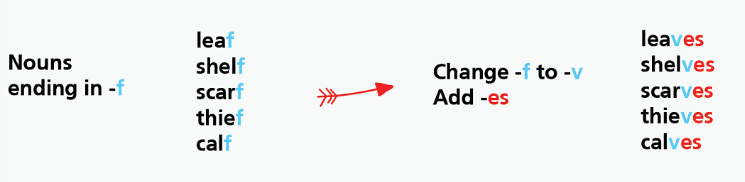 Nouns
ending in -f
leaf
shelf
scarf
thief
calf
Change -f to -v
Add -es
leaves
shelves
scarves
thieves
calves